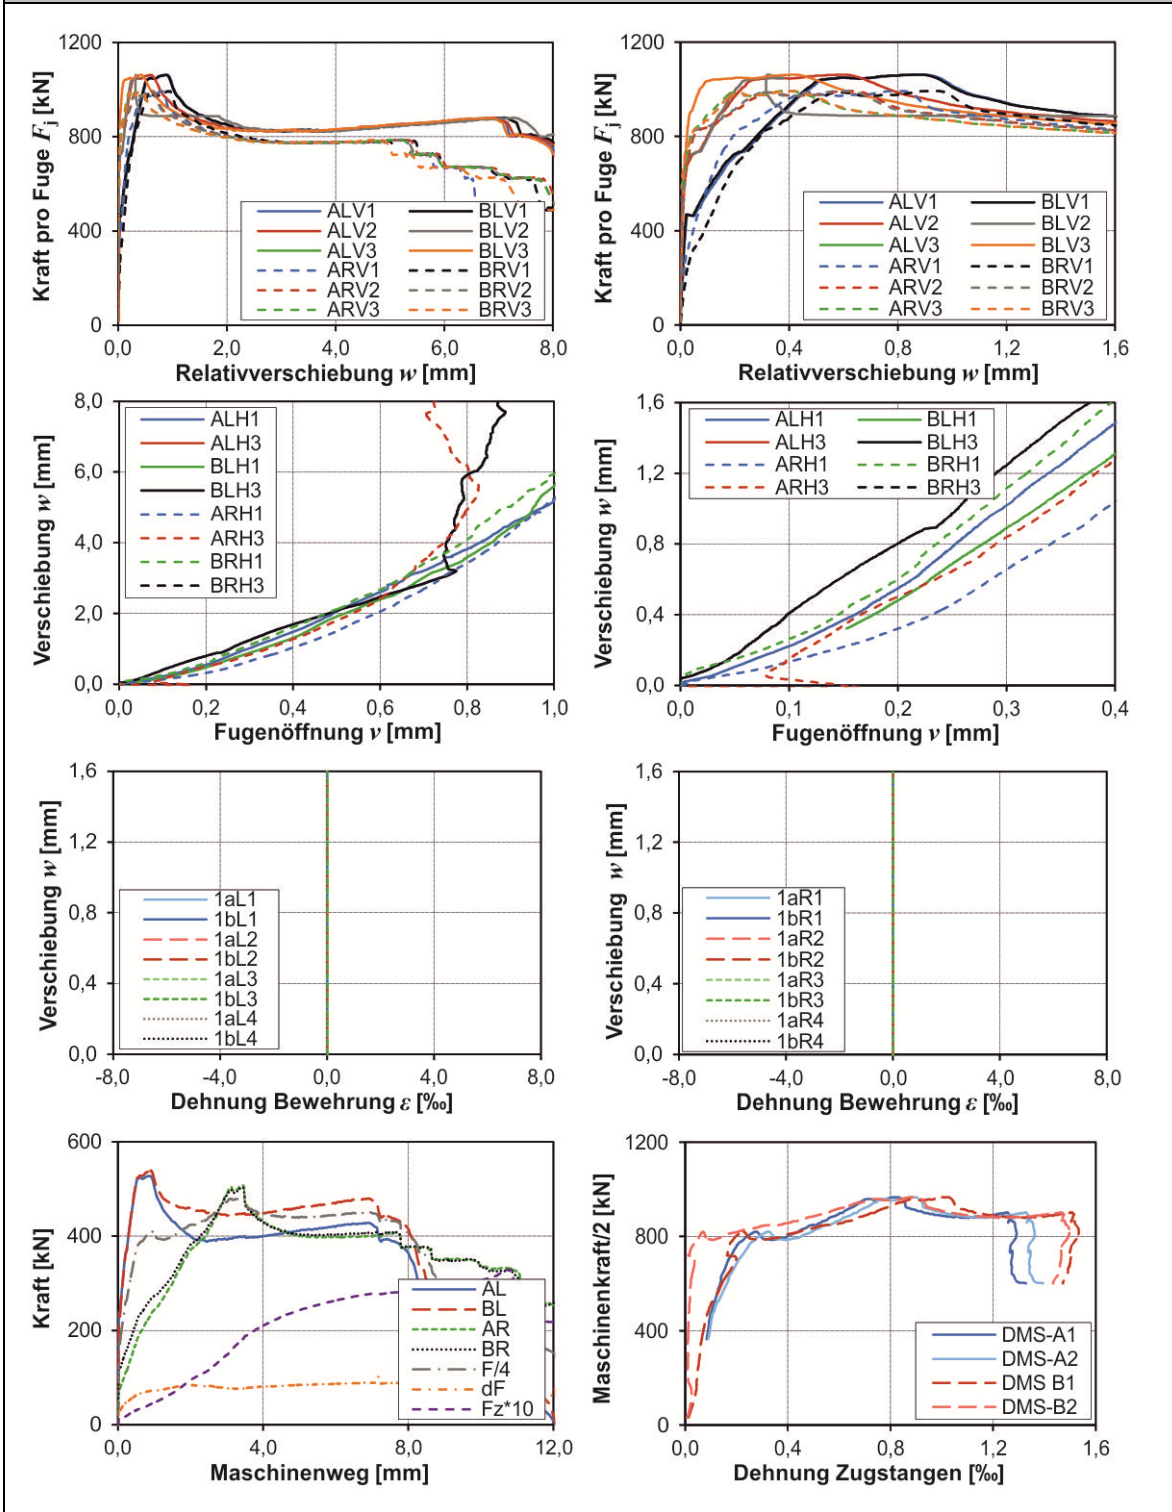 1200
800
400
0
Kraft pro Fuge Fj [kN]
ALV1 BLV1
ALV2 BLV2
ALV3 BLV3
ARV1 BRV1
ARV2 BRV2
ARV3 BRV3
0,0 2,0 4,0 6,0 8,0
Relativverschiebung w [mm]
1200
800
400
0
Kraft pro Fuge Fj [kN]
ALV1 BLV1
ALV2 BLV2
ALV3 BLV3
ARV1 BRV1
ARV2 BRV2
ARV3 BRV3
0,0 0,4 0,8 1,2 1,6
Relativverschiebung w [mm]
8,0
6,0
4,0
2,0
0,0
Verschiebung w [mm]
ALH1
ALH3
BLH1
BLH3
ARH1
ARH3
BRH1
BRH3
0,0 0,2 0,4 0,6 0,8 1,0
Fugenöffnung v [mm]
1,6
1,2
0,8
0,4
0,0
Verschiebung w [mm]
ALH1 BLH1
ALH3 BLH3
ARH1 BRH1
ARH3 BRH3
0,0 0,1 0,2 0,3 0,4
Fugenöffnung v [mm]
1,6
1,2
0,8
0,4
0,0
Verschiebung w [mm]
1aL1
1bL1
1aL2
1bL2
1aL3
1bL3
1aL4
1bL4
-8,0 -4,0 0,0 4,0 8,0
Dehnung Bewehrung ε [‰]
1,6
1,2
0,8
0,4
0,0
Verschiebung w [mm]
1aR1
1bR1
1aR2
1bR2
1aR3
1bR3
1aR4
1bR4
-8,0 -4,0 0,0 4,0 8,0
Dehnung Bewehrung ε [‰]
600
400
200
0
Kraft [kN]
AL
BL
AR
BR
F/4
dF
Fz*10
0,0 4,0 8,0 12,0
Maschinenweg [mm]
1200
800
400
0
Maschinenkraft/2 [kN]
DMS-A1
DMS-A2
DMS B1
DMS-B2
0,0 0,4 0,8 1,2 1,6
Dehnung Zugstangen [‰]